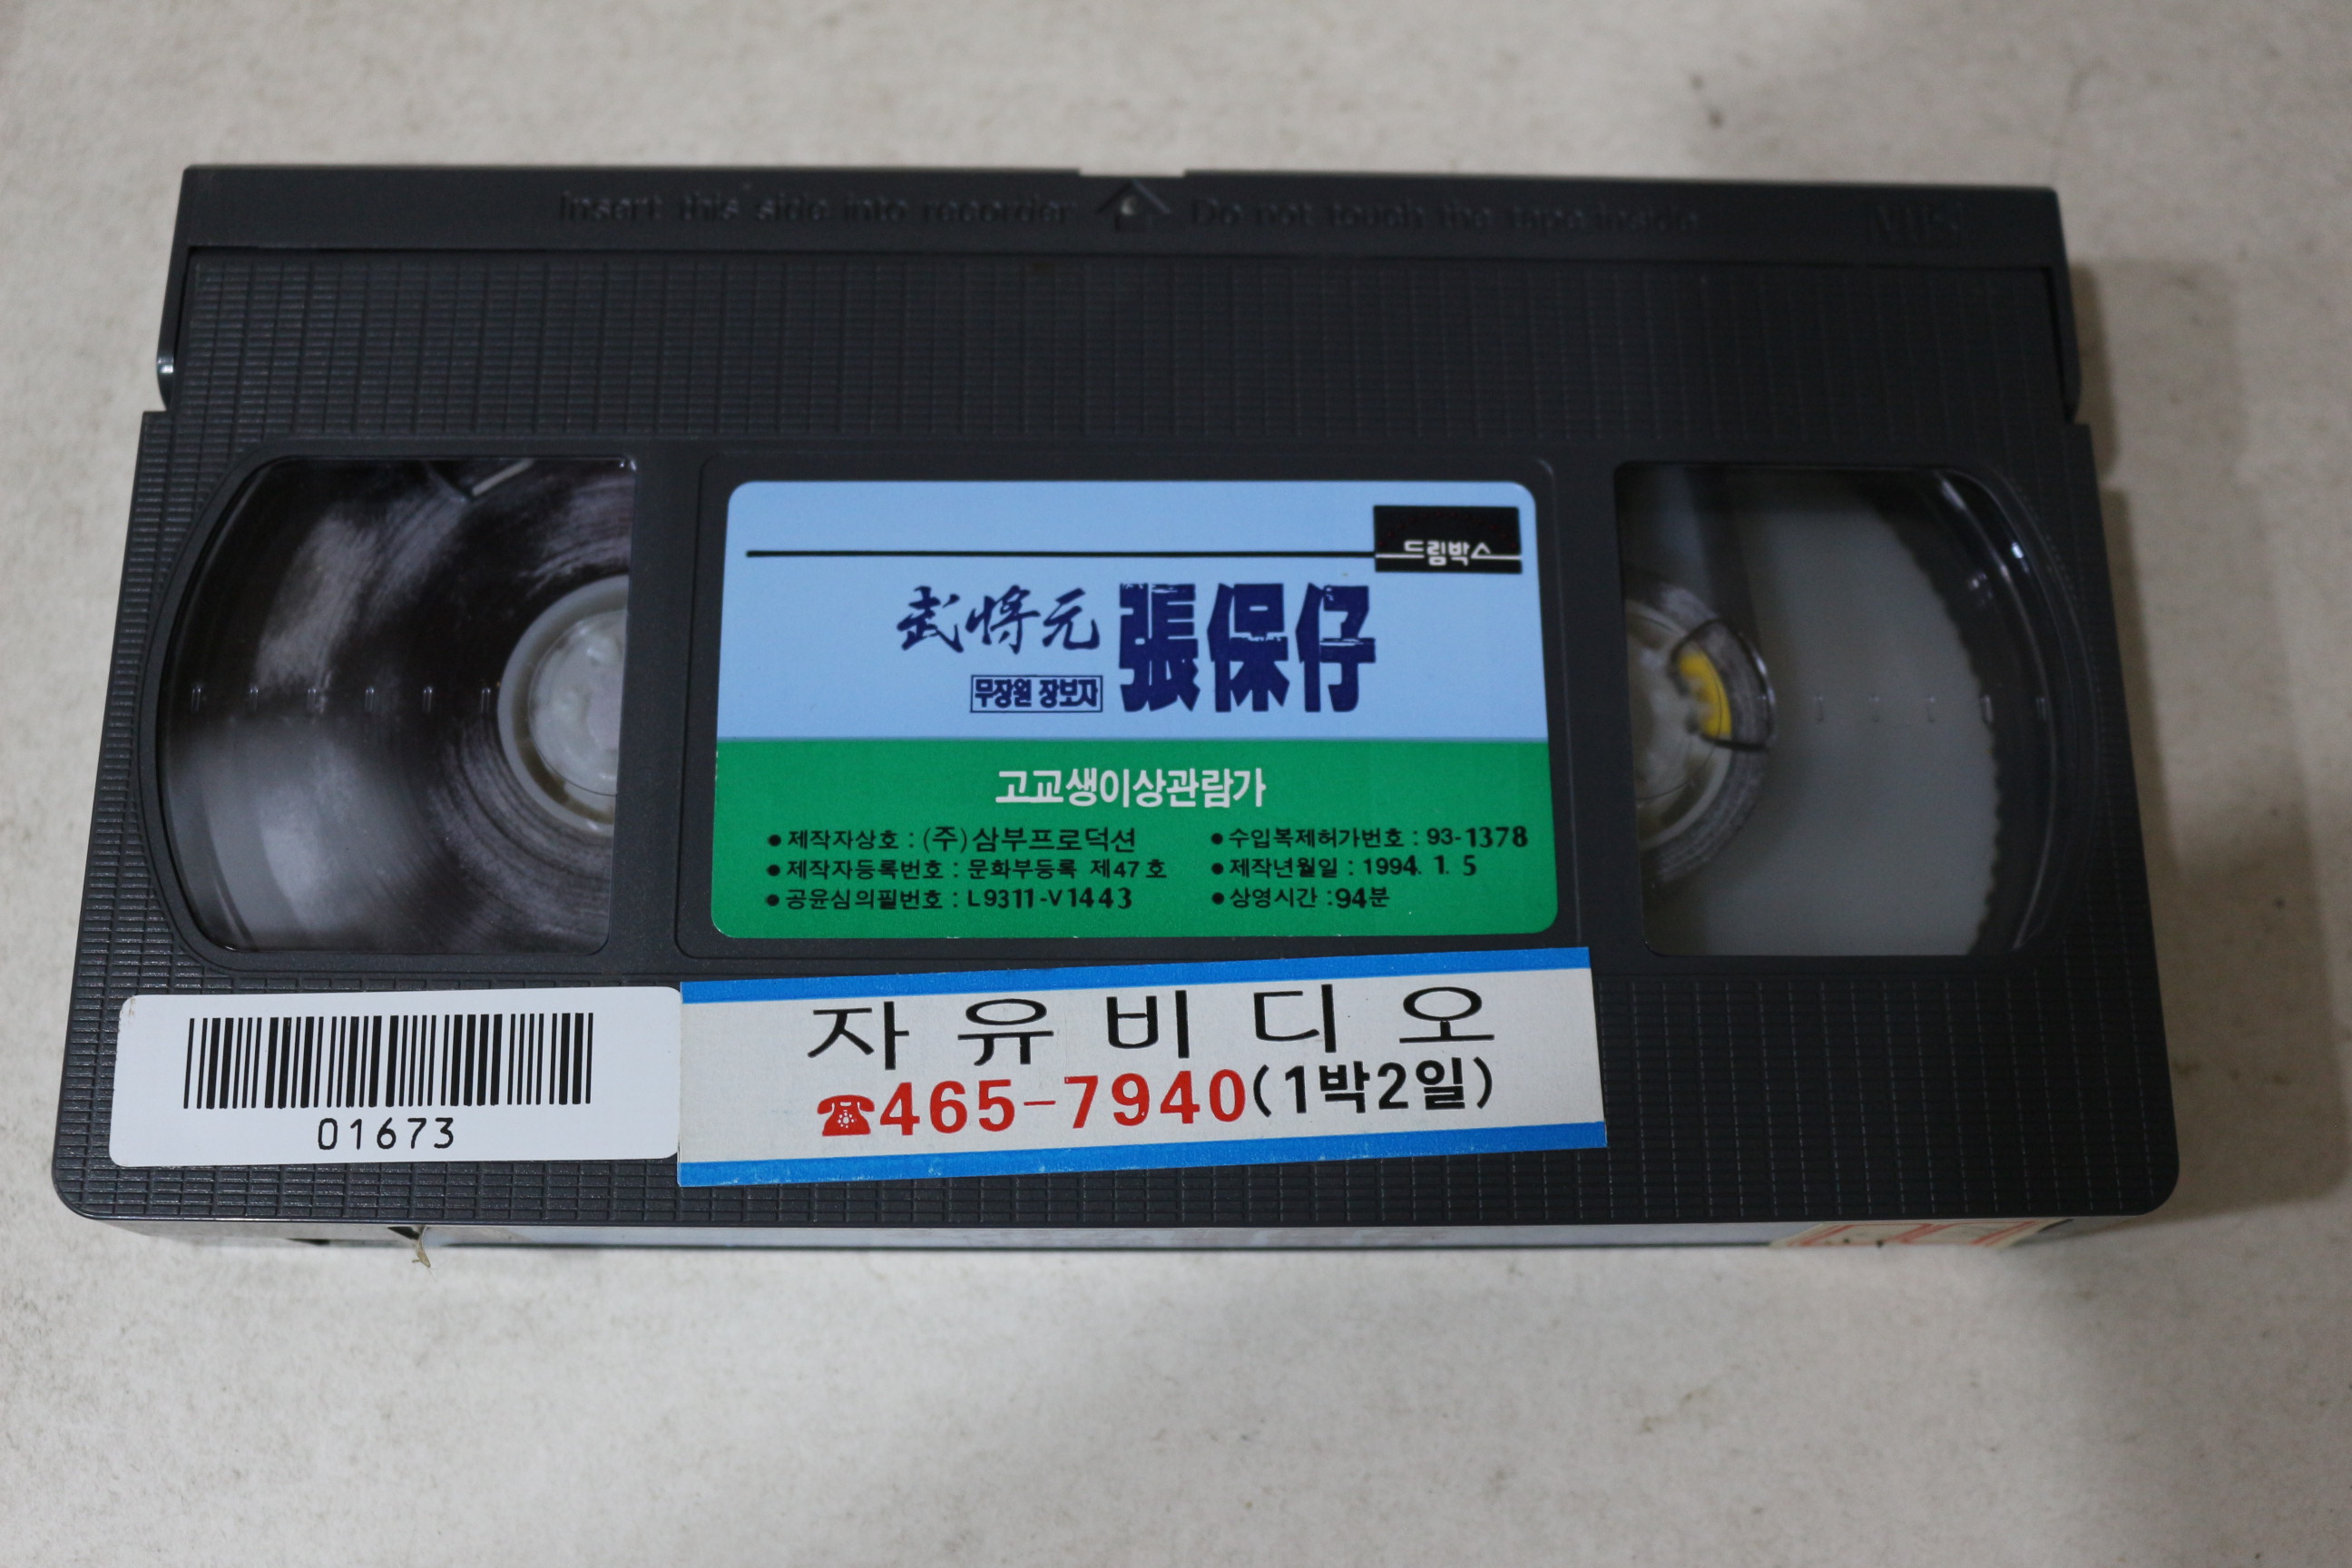 Insert this side into recorder Do not touch the tape inside VHS
드림박스
武將元 張保仔
무장원 장보자
고교생이상관람가
●제작자상호 : (주)삼부프로덕션 ●수입복제허가번호 : 93-1378
●제작자등록번호 : 문화부등록 제47호 ●제작년월일 : 1994. 1. 5
●공윤심의필번호 : L9311-V1443 ●상영시간 :94분
자유비디오
☎465-7940(1박2일)
01673